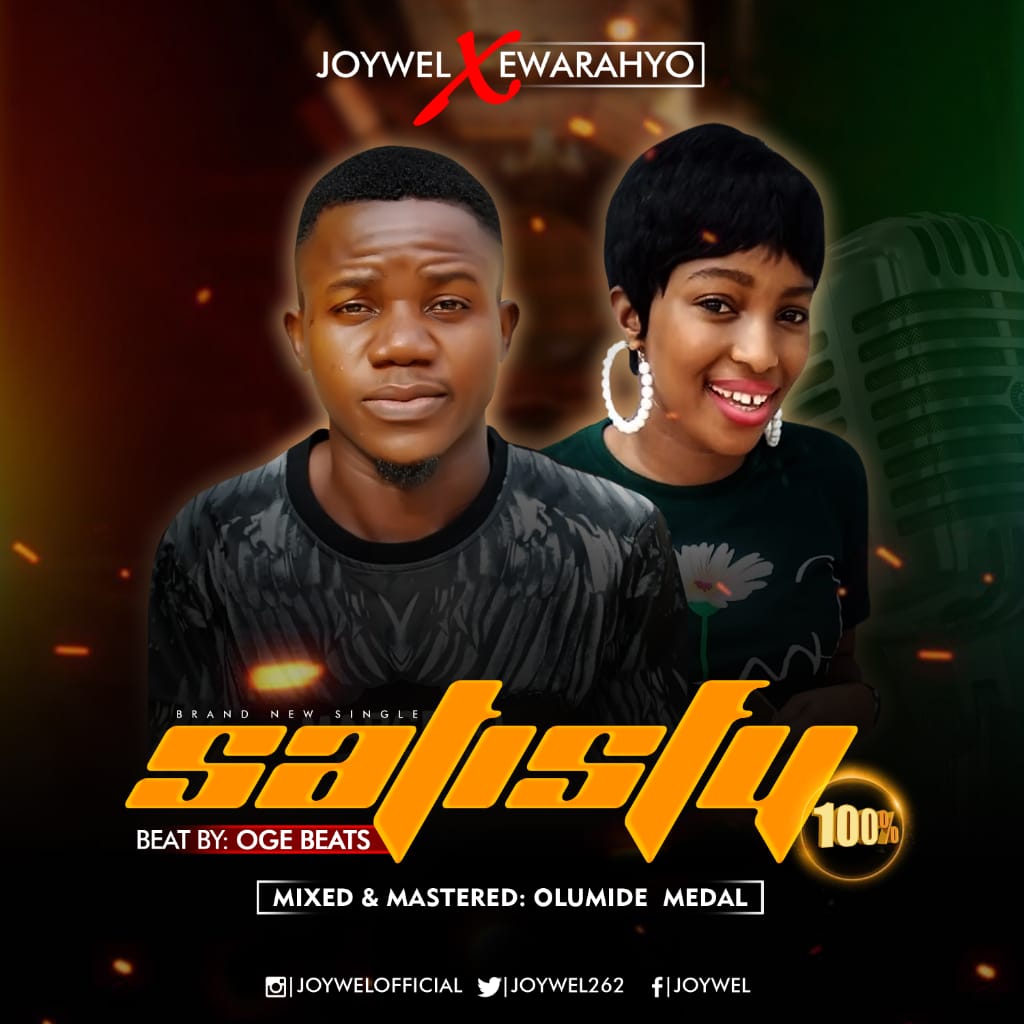 JOYWEL X EWARAHYO
BRAND NEW SINGLE
satisfy
100%
BEAT BY: OGE BEATS
MIXED & MASTERED: OLUMIDE MEDAL
JOYWELOFFICIAL JOYWEL262 f JOYWEL